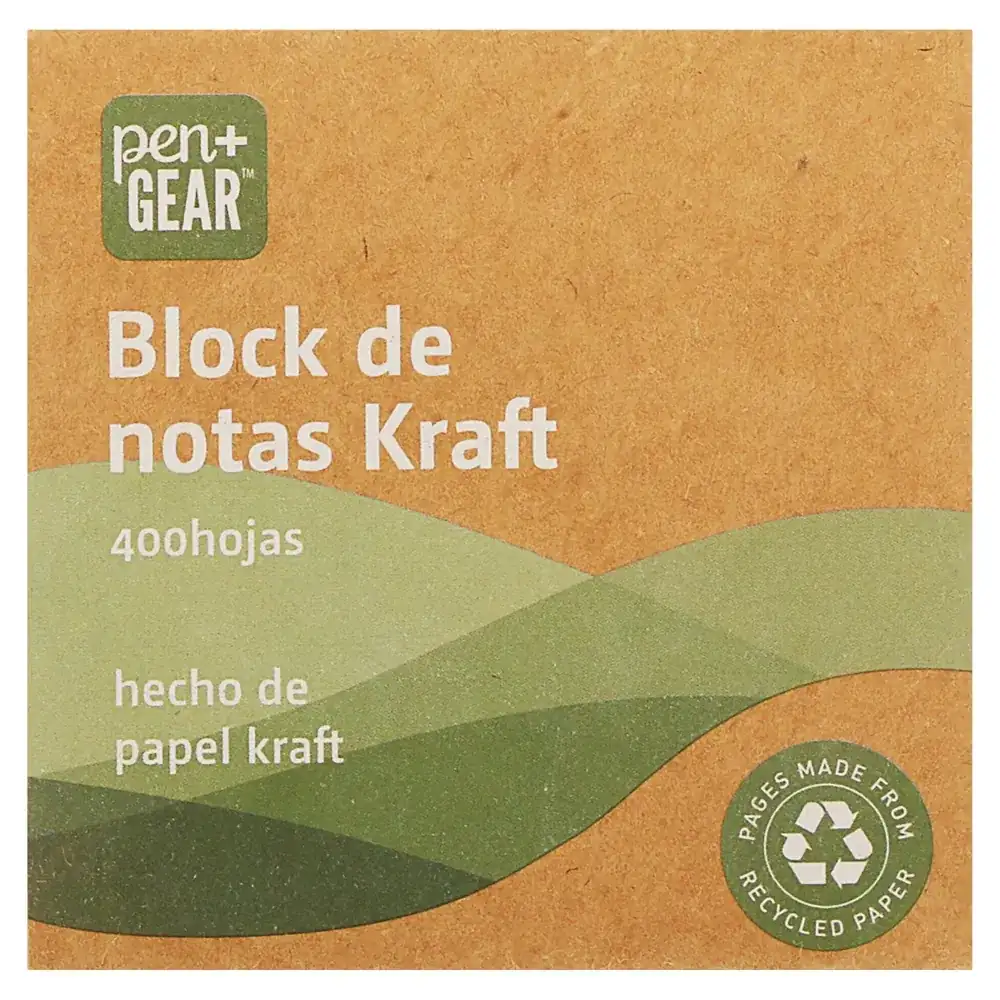 pen+
GEAR™
Block de
notas Kraft
400hojas
hecho de
papel kraft
PAGES MADE FROM
RECYCLED PAPER